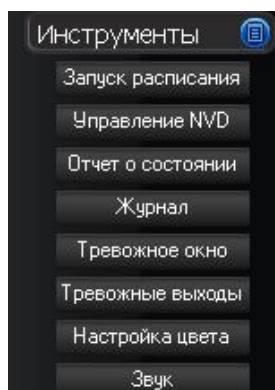 Инструменты
Запуск расписания
Управление NVD
Отчет о состоянии
Журнал
Тревожное окно
Тревожные выходы
Настройка цвета
Звук